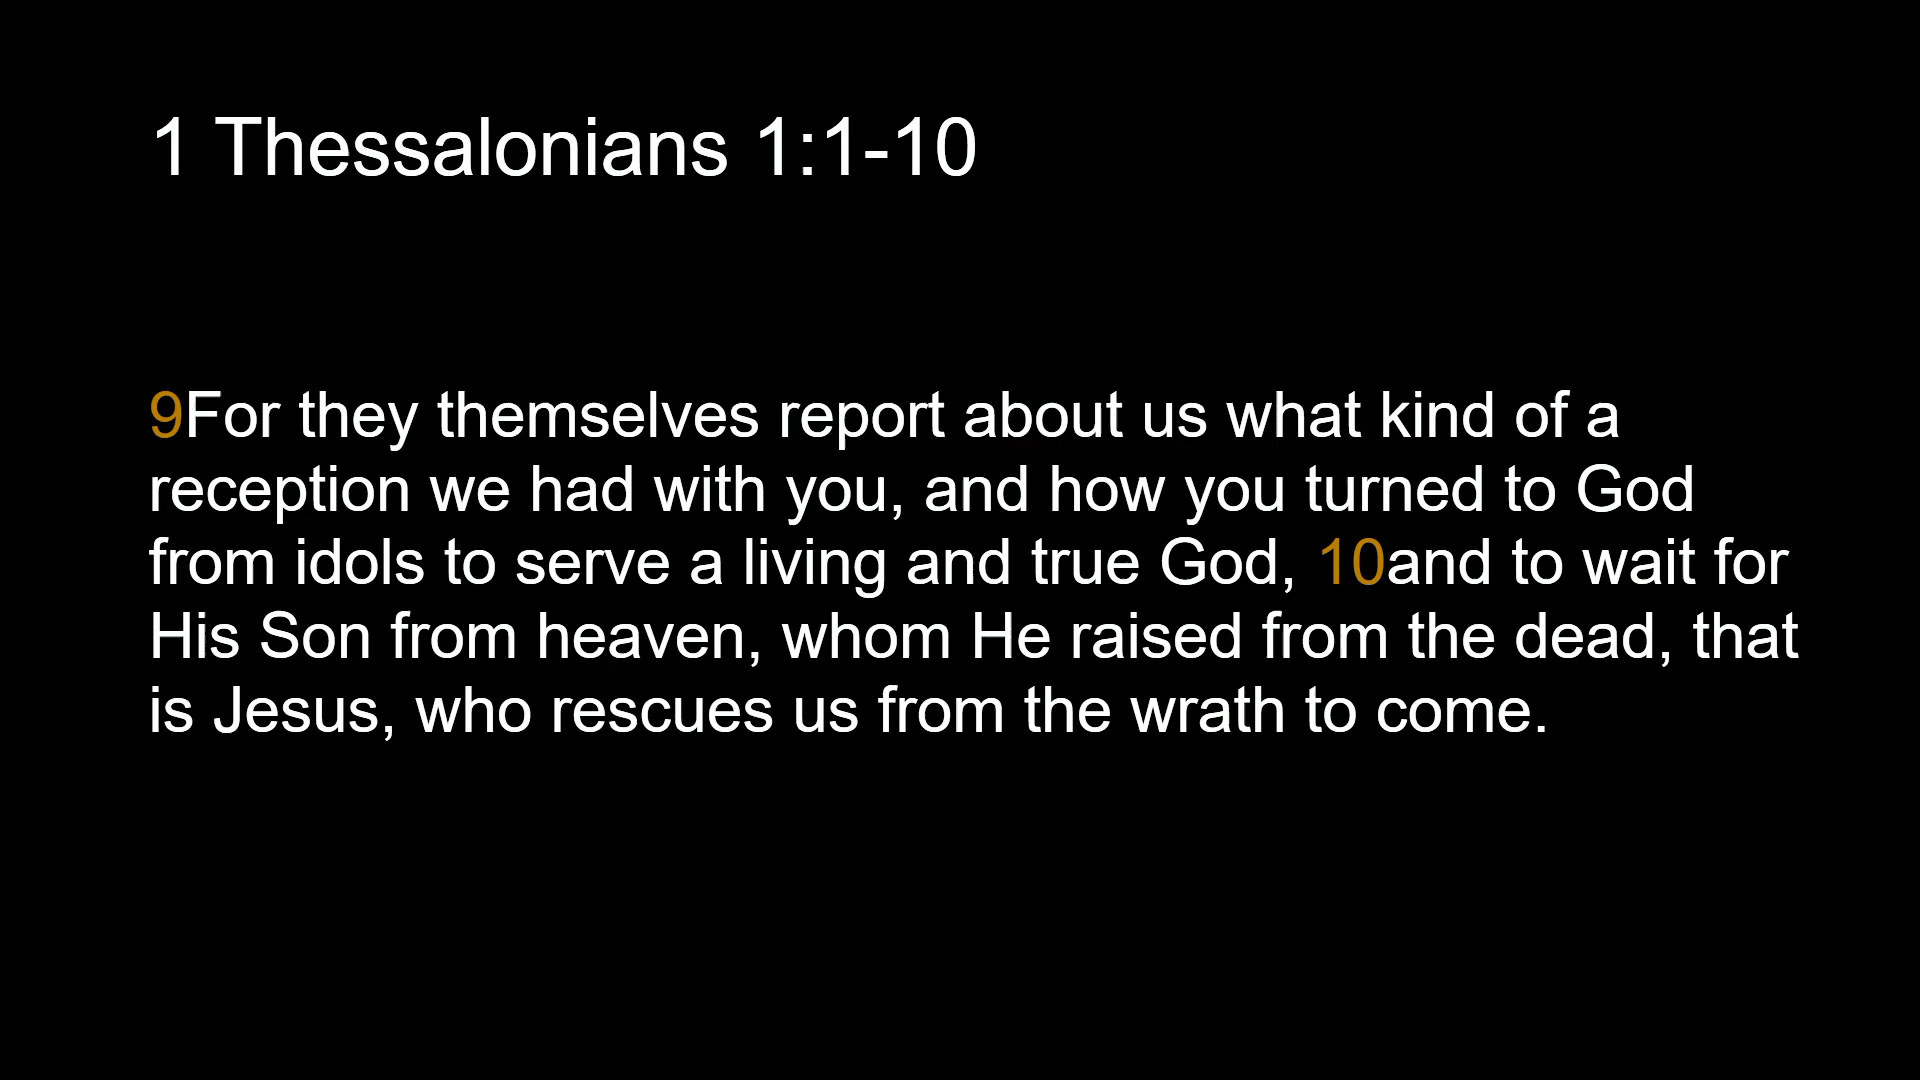 1 Thessalonians 1:1-10
9For they themselves report about us what kind of a
reception we had with you, and how you turned to God
from idols to serve a living and true God, 10and to wait for
His Son from heaven, whom He raised from the dead, that
is Jesus, who rescues us from the wrath to come.